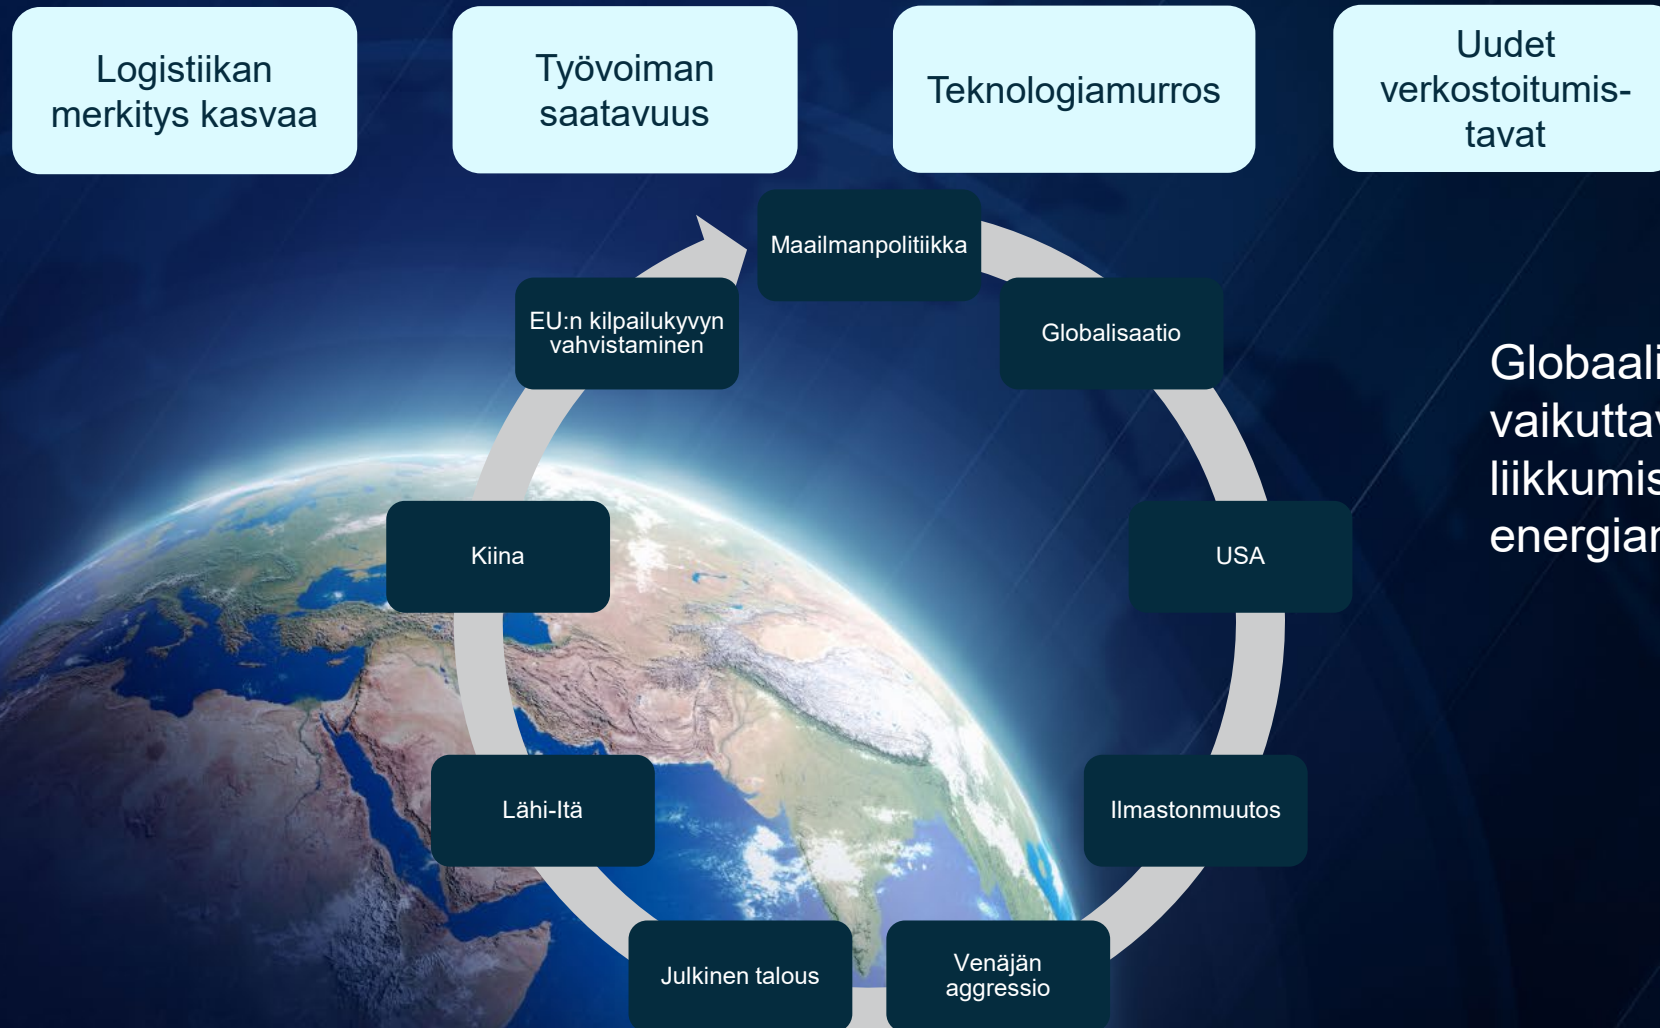 Logistiikan
merkitys kasvaa
Työvoiman
saatavuus
Teknologiamurros
Uudet
verkostoitumis-
tavat
Maailmanpolitiikka
Globalisaatio
USA
Ilmastonmuutos
Venäjän
aggressio
Julkinen talous
Lähi-Itä
Kiina
EU:n kilpailukyvyn
vahvistaminen